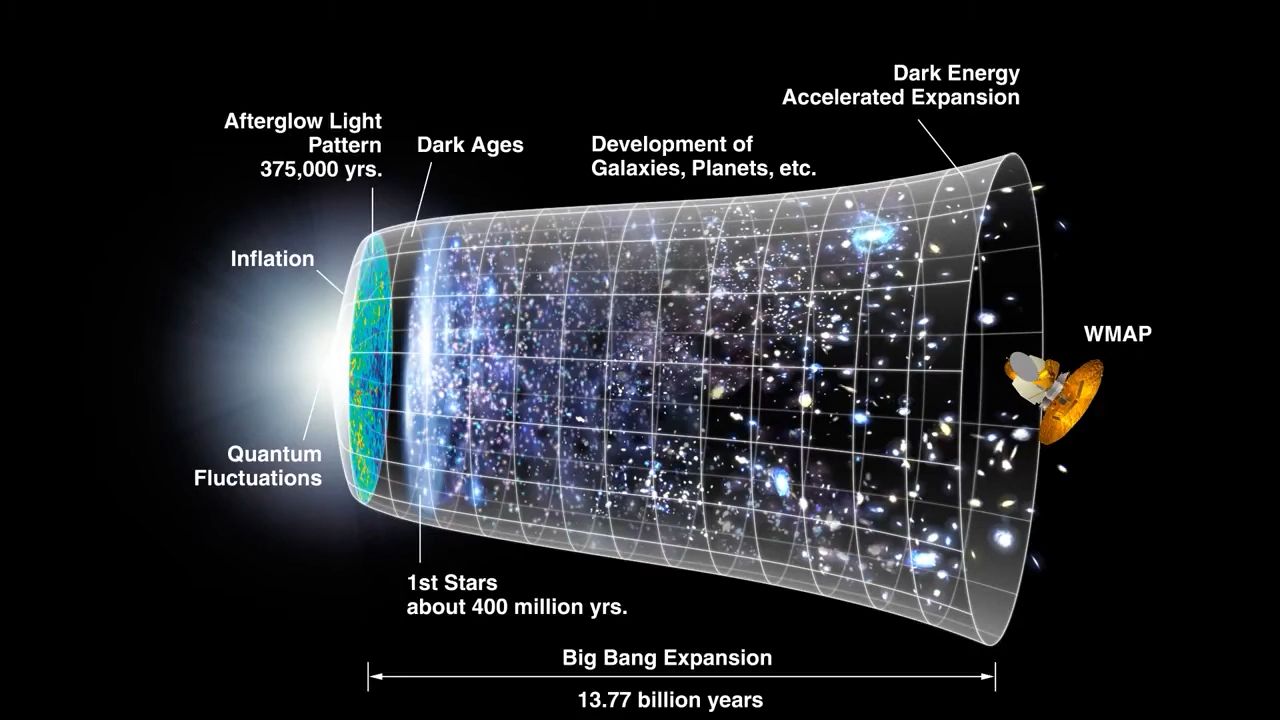 Dark Energy
Accelerated Expansion
Afterglow Light
Pattern
375,000 yrs.
Dark Ages
Development of
Galaxies, Planets, etc.
Inflation
WMAP
Quantum
Fluctuations
1st Stars
about 400 million yrs.
Big Bang Expansion
13.77 billion years